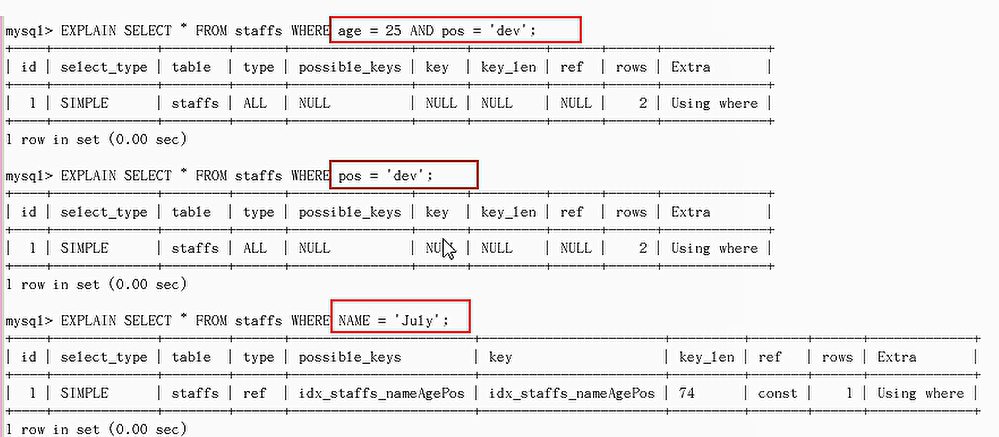 mysql> EXPLAIN SELECT * FROM staffs WHERE age = 25 AND pos = 'dev';
| id | select_type | table | type | possible_keys | key | key_len | ref | rows | Extra |
| 1 | SIMPLE | staffs | ALL | NULL | NULL | NULL | NULL | 2 | Using where |
1 row in set (0.00 sec)
mysql> EXPLAIN SELECT * FROM staffs WHERE pos = 'dev';
| id | select_type | table | type | possible_keys | key | key_len | ref | rows | Extra |
| 1 | SIMPLE | staffs | ALL | NULL | NULL | NULL | NULL | 2 | Using where |
1 row in set (0.00 sec)
mysql> EXPLAIN SELECT * FROM staffs WHERE NAME = 'July';
| id | select_type | table | type | possible_keys | key | key_len | ref | rows | Extra |
| 1 | SIMPLE | staffs | ref | idx_staffs_nameAgePos | idx_staffs_nameAgePos | 74 | const | 1 | Using where |
1 row in set (0.00 sec)